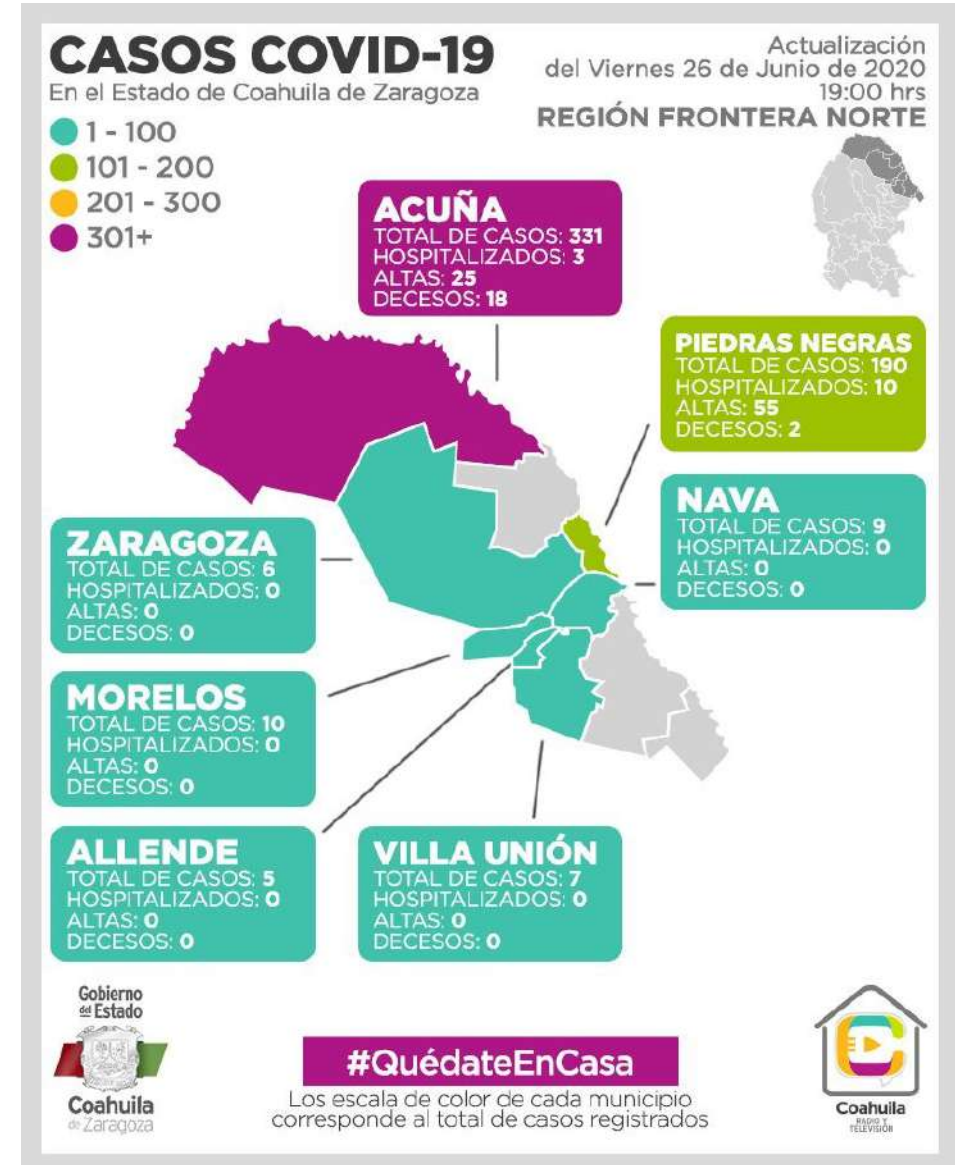 CASOS COVID-19
En el Estado de Coahuila de Zaragoza
1 - 100
101 - 200
201 - 300
301+
Actualización
del Viernes 26 de Junio de 2020
19:00 hrs
REGIÓN FRONTERA NORTE
ACUÑA
TOTAL DE CASOS: 331
HOSPITALIZADOS: 3
ALTAS: 25
DECESOS: 18
PIEDRAS NEGRAS
TOTAL DE CASOS: 190
HOSPITALIZADOS: 10
ALTAS: 55
DECESOS: 2
NAVA
TOTAL DE CASOS: 9
HOSPITALIZADOS: 0
ALTAS: 0
DECESOS: 0
ZARAGOZA
TOTAL DE CASOS: 6
HOSPITALIZADOS: 0
ALTAS: 0
DECESOS: 0
MORELOS
TOTAL DE CASOS: 10
HOSPITALIZADOS: 0
ALTAS: 0
DECESOS: 0
ALLENDE
TOTAL DE CASOS: 5
HOSPITALIZADOS: 0
ALTAS: 0
DECESOS: 0
VILLA UNIÓN
TOTAL DE CASOS: 7
HOSPITALIZADOS: 0
ALTAS: 0
DECESOS: 0
Gobierno
del Estado
Coahuila
de Zaragoza
#QuédateEnCasa
Los escala de color de cada municipio
corresponde al total de casos registrados
Coahuila
RADIO Y
TELEVISIÓN